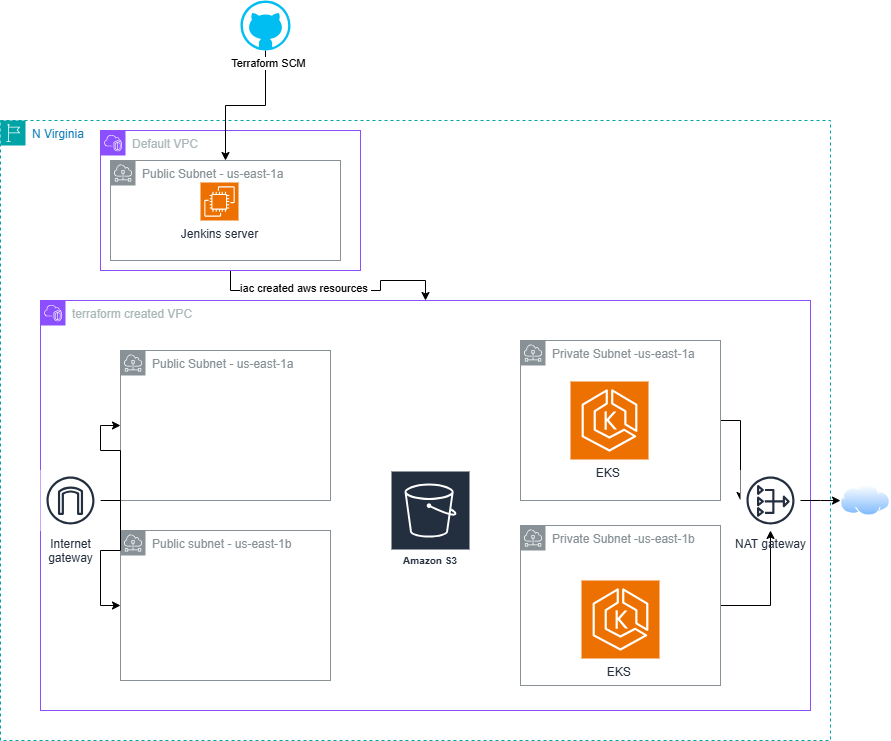 Terraform SCM
N Virginia
Default VPC
Public Subnet - us-east-1a
Jenkins server
iac created aws resources
terraform created VPC
Public Subnet - us-east-1a
Private Subnet -us-east-1a
K
EKS
Internet
gateway
Public subnet - us-east-1b
Amazon S3
Private Subnet -us-east-1b
NAT gateway
K
EKS